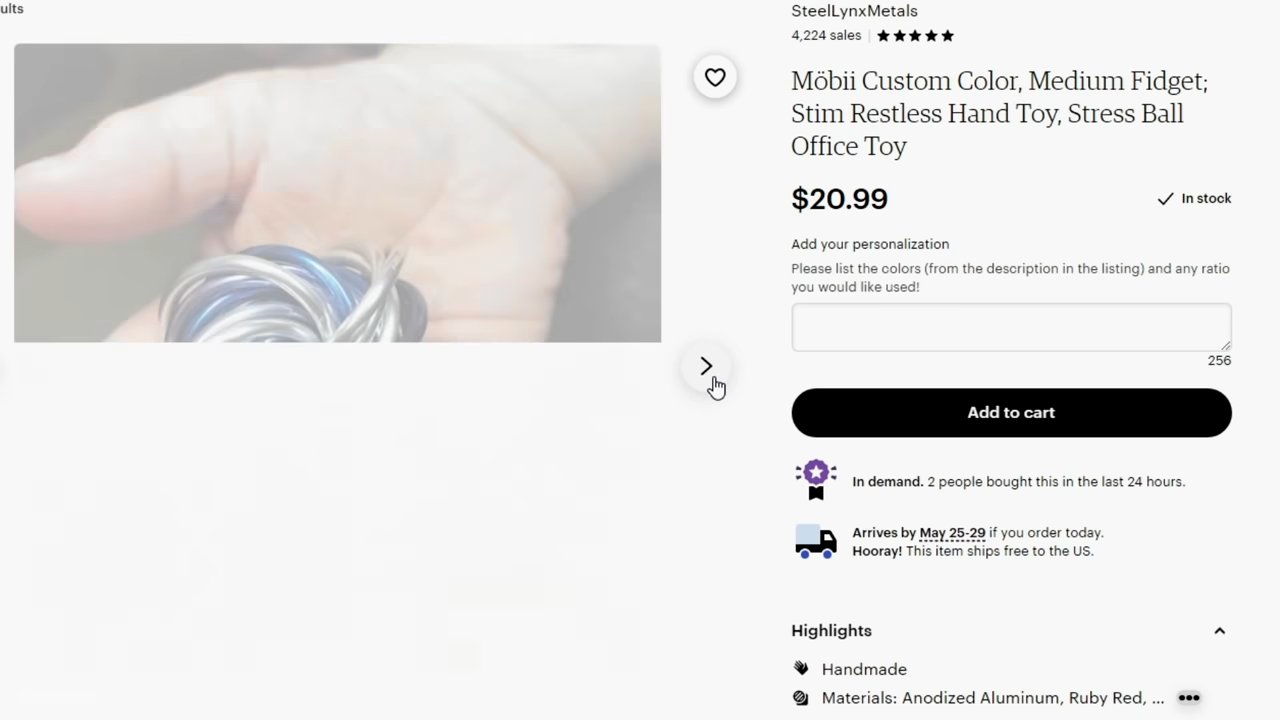 ults
SteelLynxMetals
4,224 sales
Möbii Custom Color, Medium Fidget;
Stim Restless Hand Toy, Stress Ball
Office Toy
$20.99
In stock
Add your personalization
Please list the colors (from the description in the listing) and any ratio
you would like used!
256
Add to cart
In demand. 2 people bought this in the last 24 hours.
Arrives by May 25-29 if you order today.
Hooray! This item ships free to the US.
Highlights
Handmade
Materials: Anodized Aluminum, Ruby Red, ...